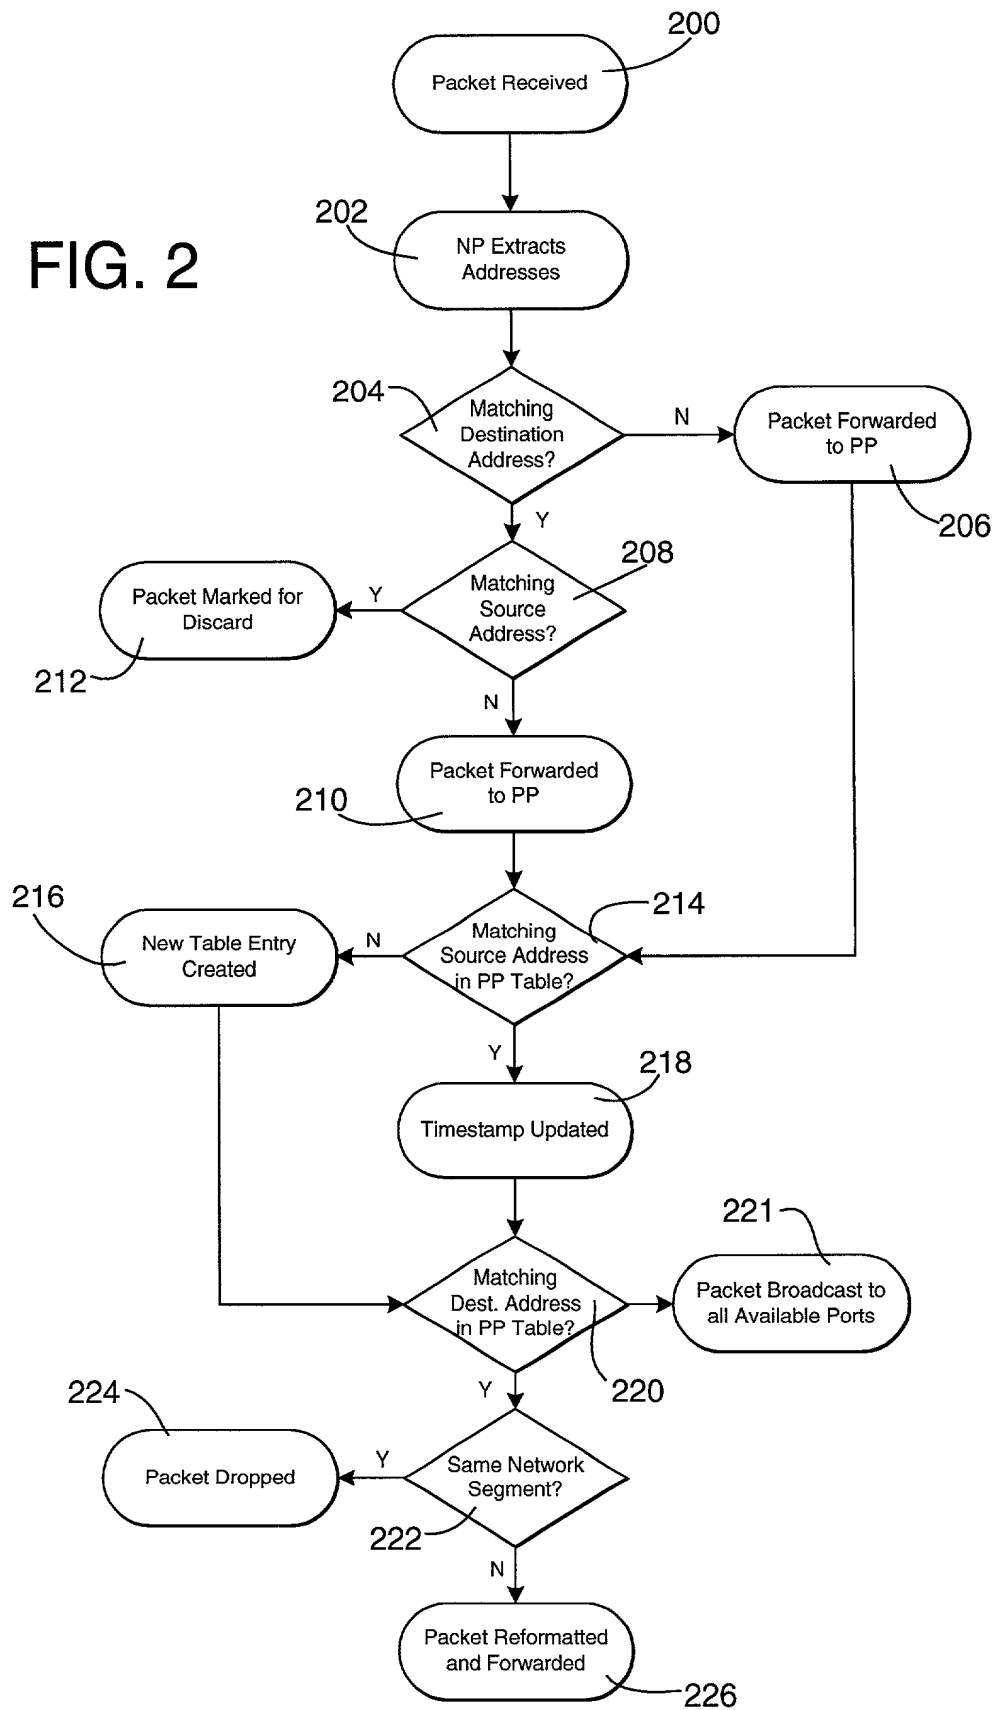 200
Packet Received
202
NP Extracts
Addresses
FIG. 2
204
Matching
Destination
Address?
N
Packet Forwarded
to PP
206
Y
208
Matching
Source
Address?
Y
Packet Marked for
Discard
212
N
Packet Forwarded
to PP
210
216
214
Matching
Source Address
in PP Table?
N
New Table Entry
Created
Y
218
Timestamp Updated
221
Matching
Dest. Address
in PP Table?
Packet Broadcast to
all Available Ports
220
Y
224
Same Network
Segment?
Y
Packet Dropped
222
N
Packet Reformatted
and Forwarded
226